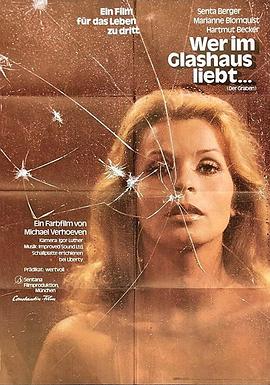 Ein Film
für das Leben
zu dritt
Senta Berger
Marianne Blomquist
Hartmut Becker
Wer im
Glashaus
liebt...
(Der Graben)
Ein Farbfilm von
Michael Verhoeven
Kamera Igor Luther
Musik: Improved Sound Ltd.
Schallplatte erschienen
bei Liberty
Prädikat: wertvoll
Sentana
Filmproduktion,
München
Constantin-Film